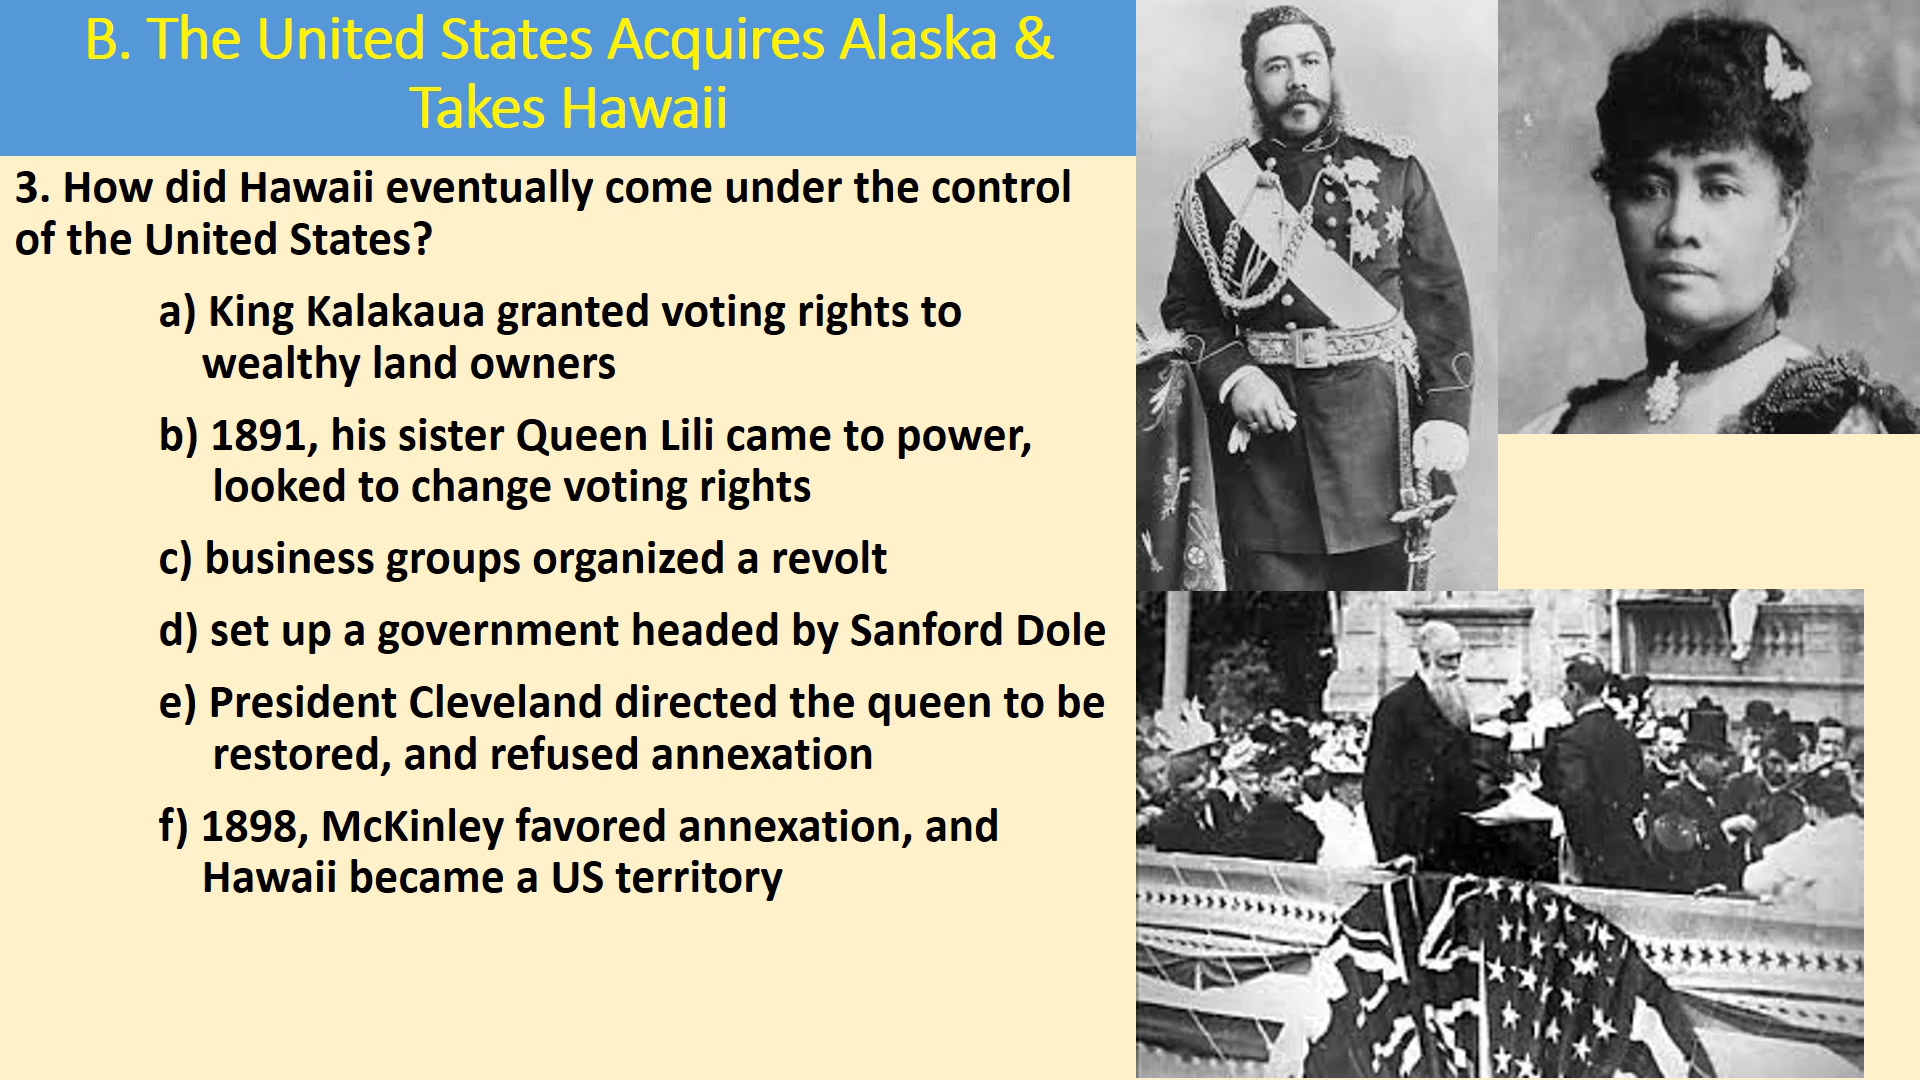 B. The United States Acquires Alaska &
Takes Hawaii
3. How did Hawaii eventually come under the control
of the United States?
a) King Kalakaua granted voting rights to
wealthy land owners
b) 1891, his sister Queen Lili came to power,
looked to change voting rights
c) business groups organized a revolt
d) set up a government headed by Sanford Dole
e) President Cleveland directed the queen to be
restored, and refused annexation
f) 1898, McKinley favored annexation, and
Hawaii became a US territory